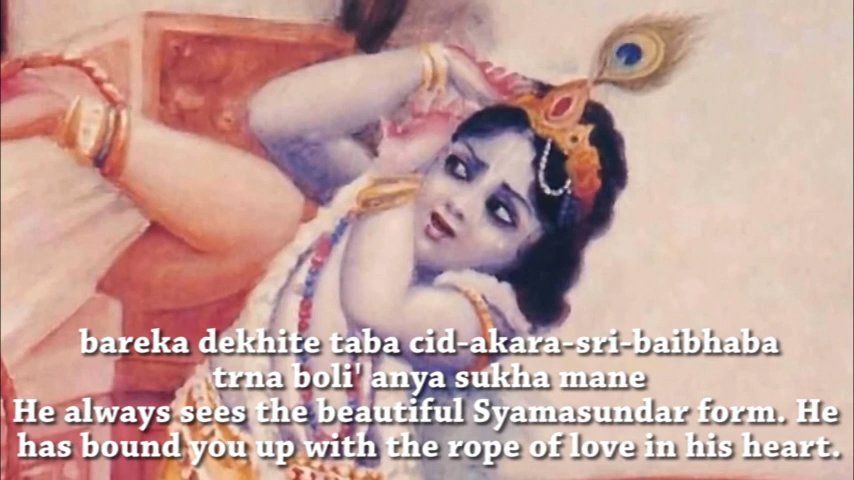 bareka dekhite taba cid-akara-sri-baibhaba
trna boli' anya sukha mane
He always sees the beautiful Syamasundar form. He
has bound you up with the rope of love in his heart.